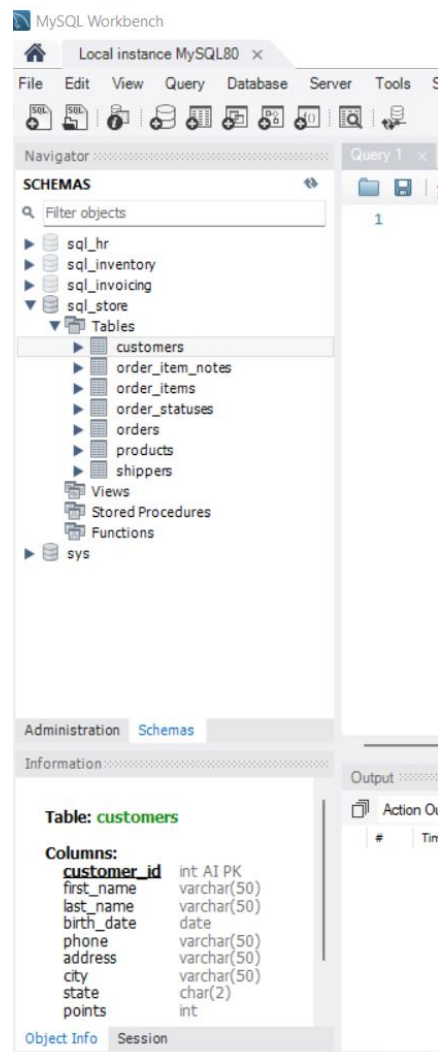 MySQL Workbench
Local instance MySQL80 ×
File Edit View Query Database Server Tools S
Navigator
Query 1 ×
SCHEMAS
Filter objects
1
sql_hr
sql_inventory
sql_invoicing
sql_store
Tables
customers
order_item_notes
order_items
order_statuses
orders
products
shippers
Views
Stored Procedures
Functions
sys
Administration Schemas
Information
Output
Action Ou
# Tim
Table: customers
Columns:
customer_id int AI PK
first_name varchar(50)
last_name varchar(50)
birth_date date
phone varchar(50)
address varchar(50)
city varchar(50)
state char(2)
points int
Object Info Session